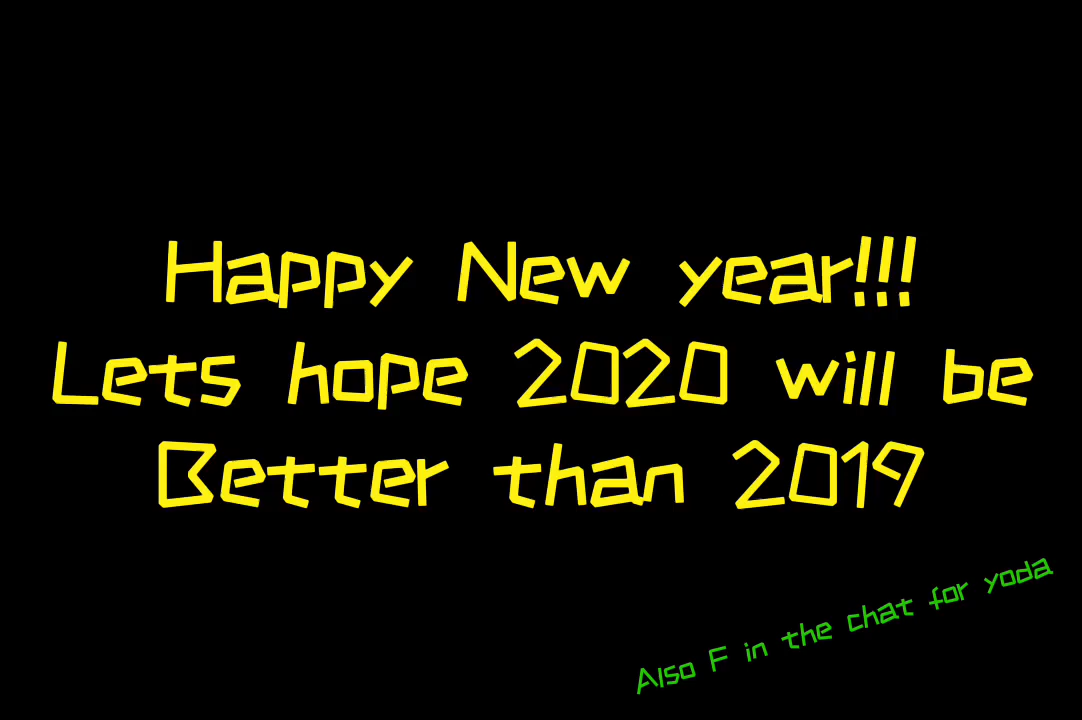 Happy New year!!!
Lets hope 2020 will be
Better than 2019
Also F in the chat for yoda